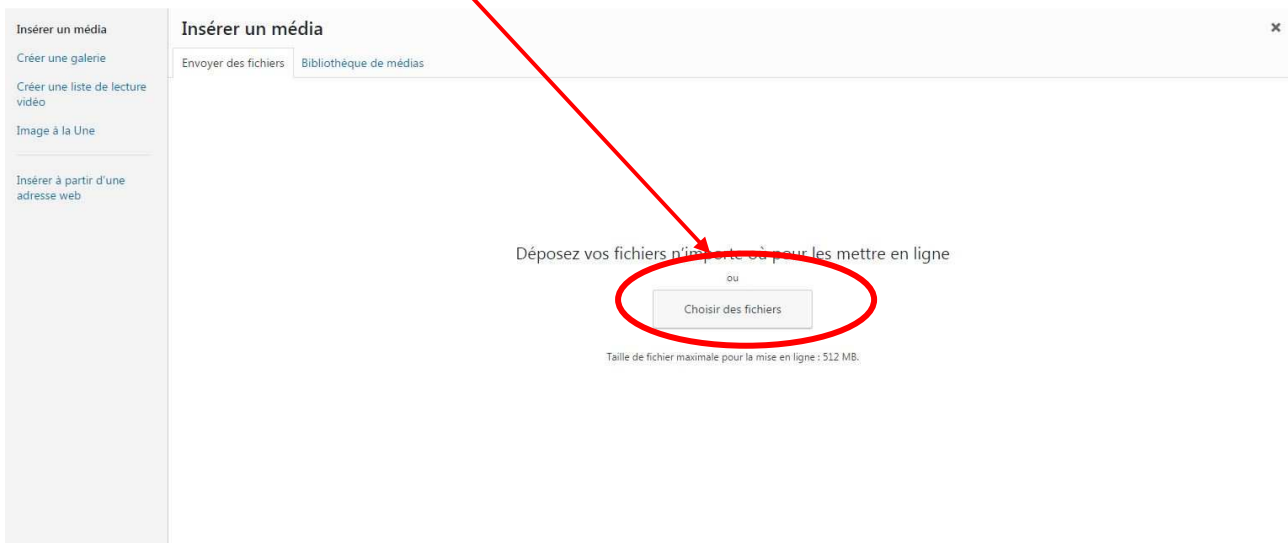 Insérer un média
Créer une galerie
Créer une liste de lecture
vidéo
Image à la Une
Insérer à partir d'une
adresse web
Insérer un média
×
Envoyer des fichiers
Bibliothèque de médias
Déposez vos fichiers n'importe où pour les mettre en ligne
ou
Choisir des fichiers
Taille de fichier maximale pour la mise en ligne : 512 MB.